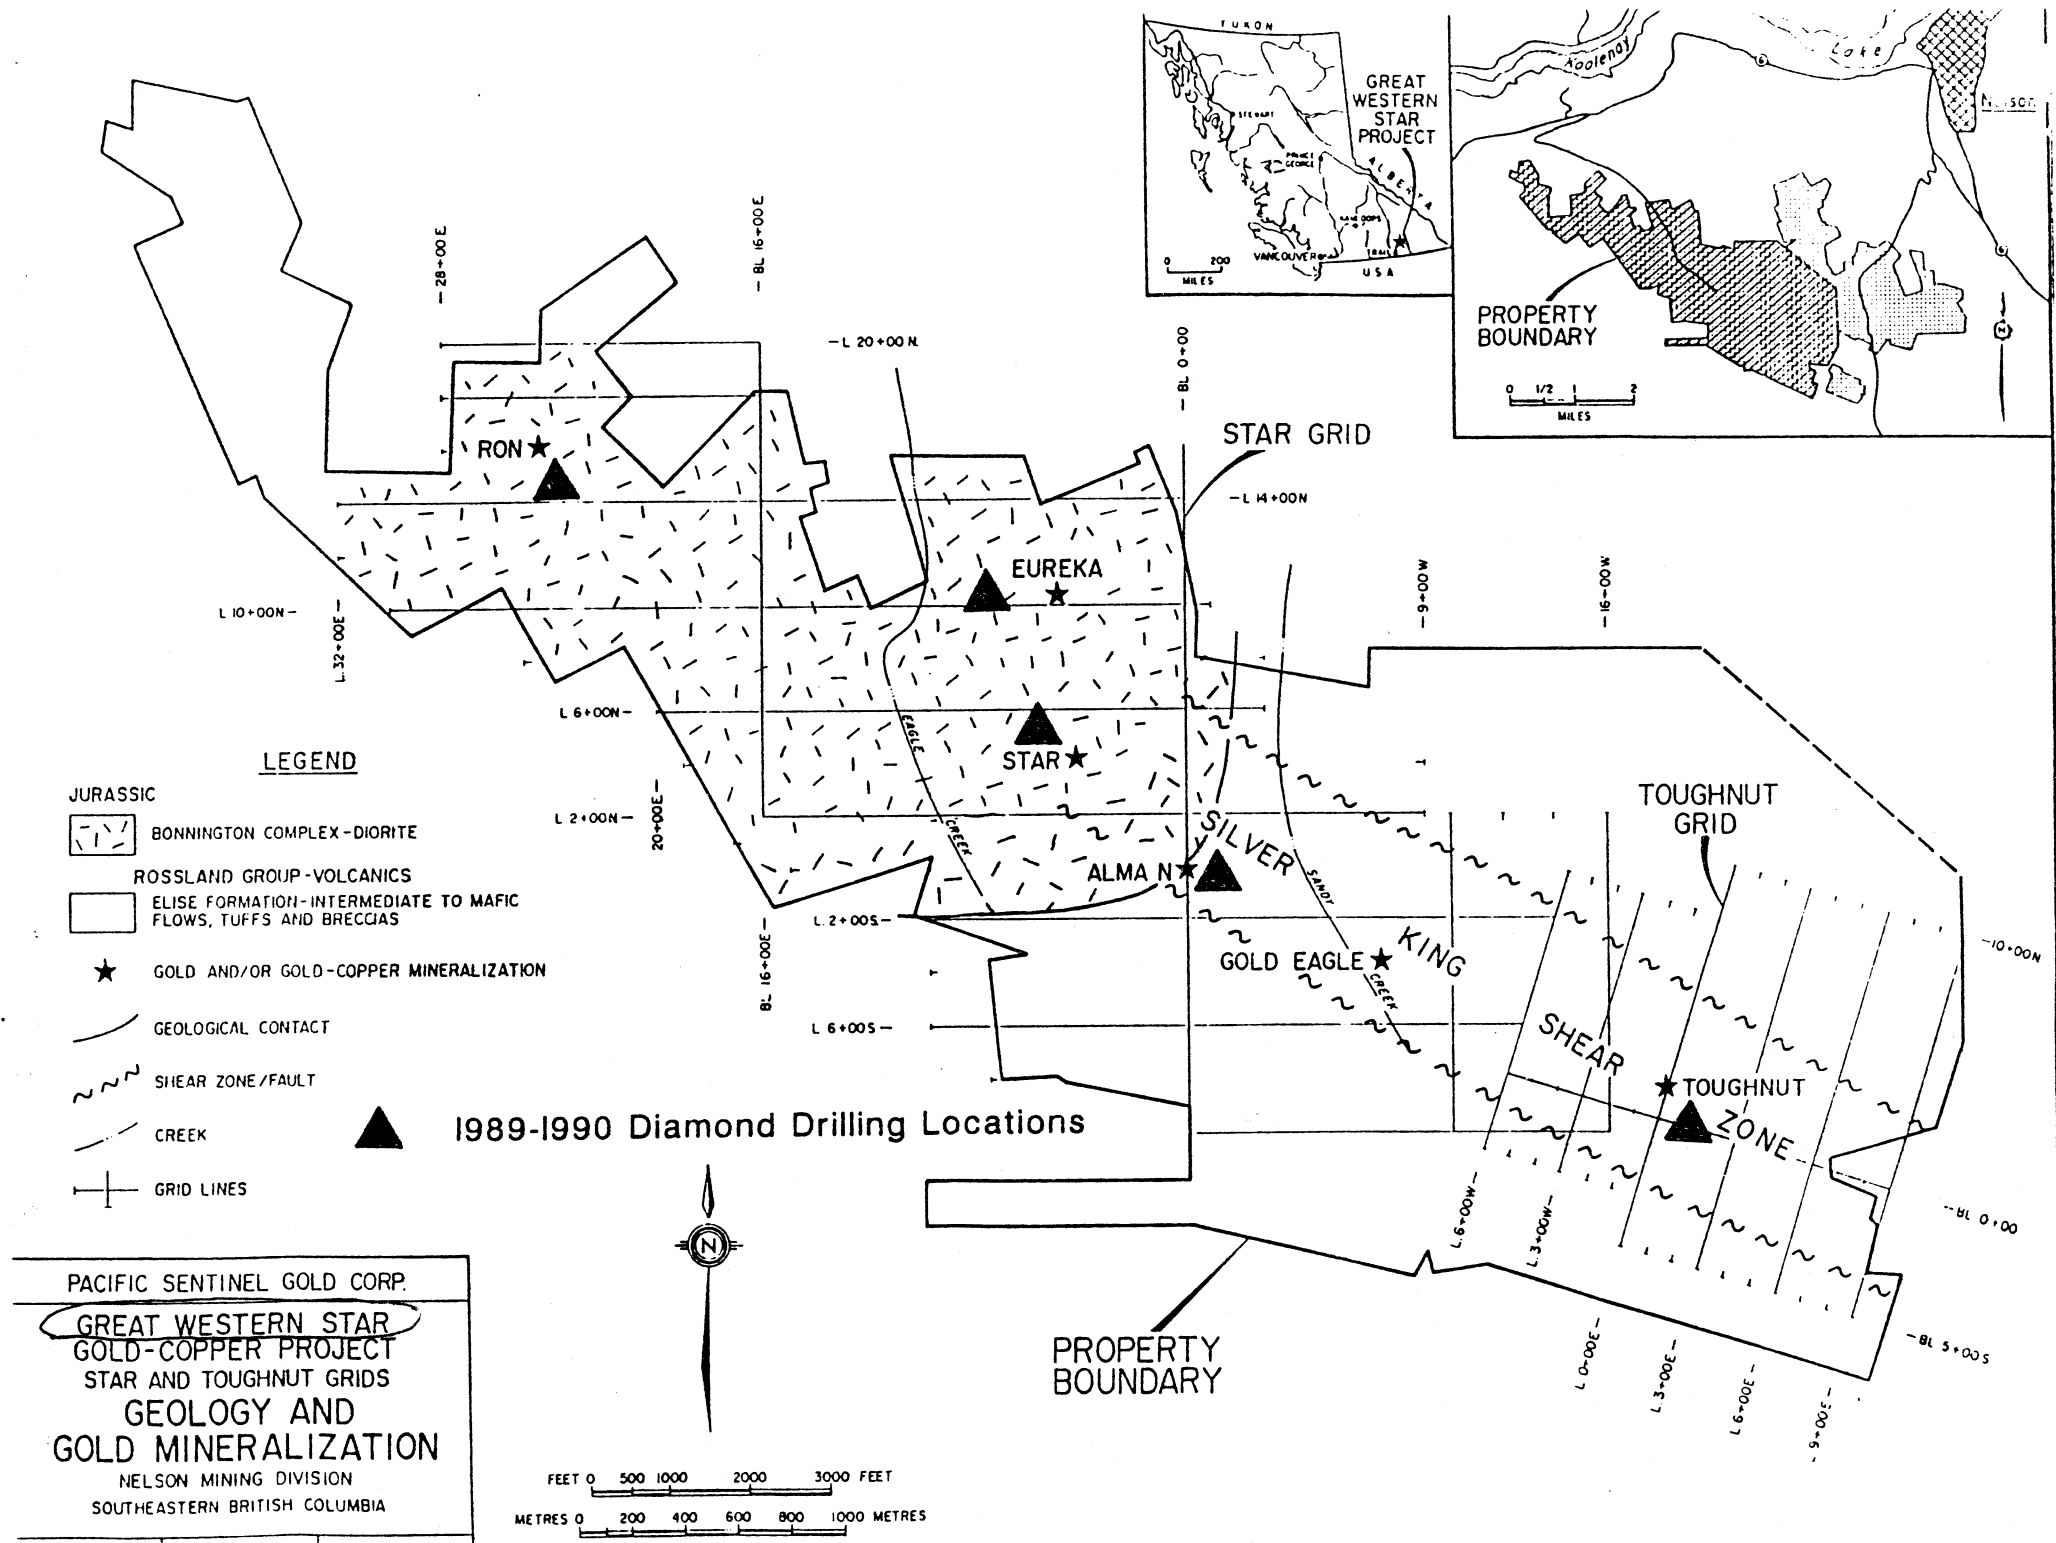 YUKON
GREAT
WESTERN
STAR
PROJECT
STEWART
PRINCE
GEORGE
ALBERTA
KAMLOOPS
VANCOUVER
TRAIL
USA
0 200
MILES
Kootenay
Lake
6
Nelson
6
PROPERTY
BOUNDARY
0 1/2 1 2
MILES
N
28+00E
BL 16+00E
L 20+00N
BL 0+00
STAR GRID
RON
L 14+00N
EUREKA
L 10+00N
L.32+00E
9+00W
16+00W
L 6+00N
EAGLE
CREEK
STAR
20+00E
L 2+00N
TOUGHNUT
GRID
SILVER
KING
SHEAR
ZONE
ALMA N
SANDY
CREEK
L.2+00S
GOLD EAGLE
BL 16+00E
L 6+00S
10+00N
TOUGHNUT
L.6+00W
L.3+00W
BL 0+00
BL 5+00S
L 0+00E
L.3+00E
L6+00E
9+00E
LEGEND
JURASSIC
BONNINGTON COMPLEX-DIORITE
ROSSLAND GROUP-VOLCANICS
ELISE FORMATION-INTERMEDIATE TO MAFIC
FLOWS, TUFFS AND BRECCIAS
GOLD AND/OR GOLD-COPPER MINERALIZATION
GEOLOGICAL CONTACT
SHEAR ZONE/FAULT
CREEK
GRID LINES
1989-1990 Diamond Drilling Locations
N
PROPERTY
BOUNDARY
PACIFIC SENTINEL GOLD CORP.
GREAT WESTERN STAR
GOLD-COPPER PROJECT
STAR AND TOUGHNUT GRIDS
GEOLOGY AND
GOLD MINERALIZATION
NELSON MINING DIVISION
SOUTHEASTERN BRITISH COLUMBIA
FEET 0 500 1000 2000 3000 FEET
METRES 0 200 400 600 800 1000 METRES